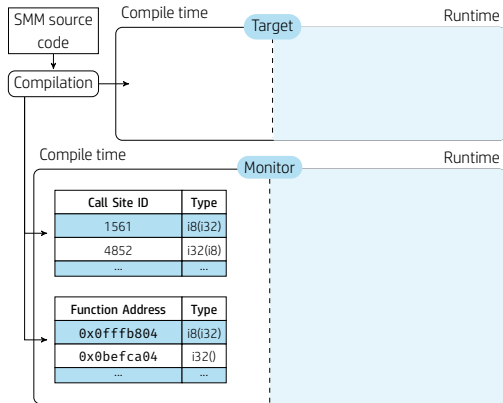 SMM source
code
Compile time
Target
Runtime
Compilation
Compile time
Monitor
Runtime
Call Site ID Type
1561 i8(i32)
4852 i32(i8)
... ...
Function Address Type
0x0fffb804 i8(i32)
0x0befca04 i32()
... ...